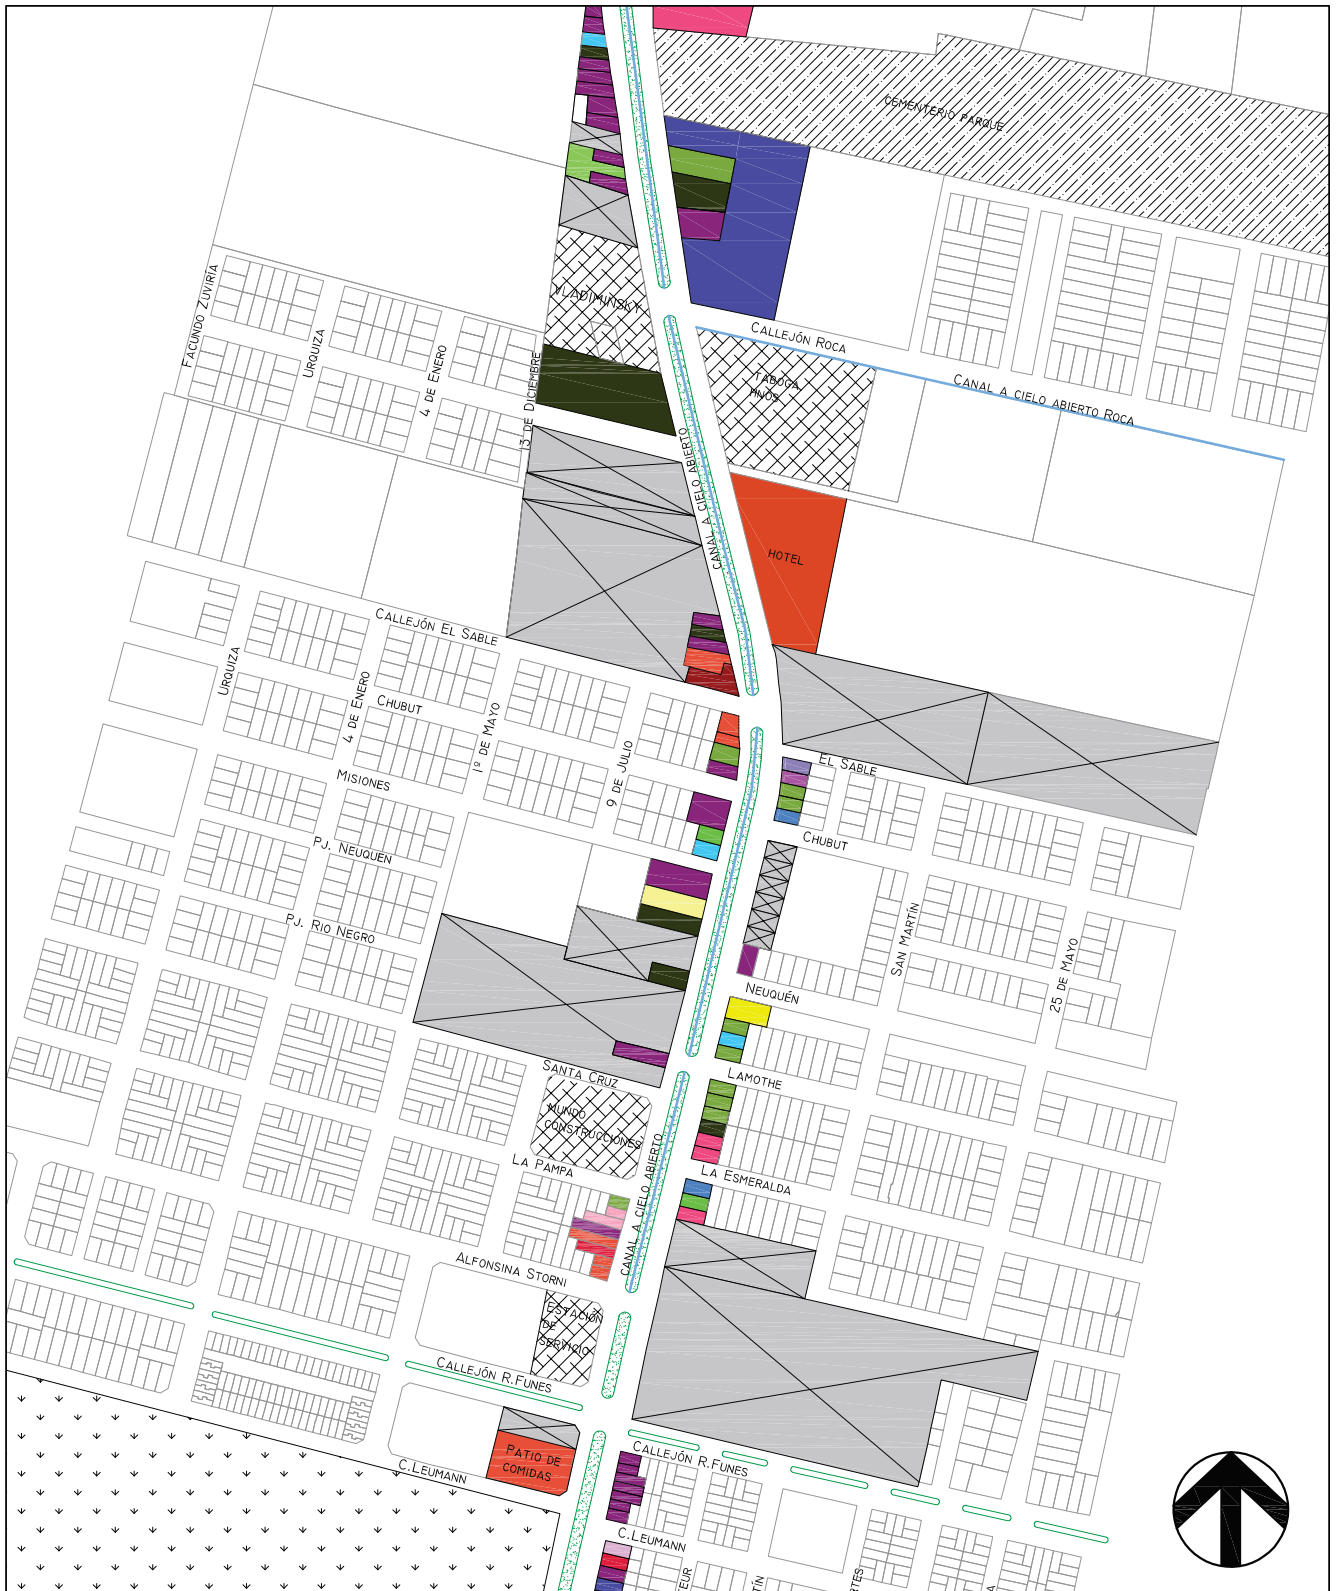 CEMENTERIO PARQUE
FACUNDO ZUVIRÍA
URQUIZA
4 DE ENERO
13 DE DICIEMBRE
VLADIMINSKY
CALLEJÓN ROCA
TABOGA
HNOS
CANAL A CIELO ABIERTO ROCA
CANAL A CIELO ABIERTO
HOTEL
CALLEJÓN EL SABLE
URQUIZA
4 DE ENERO
CHUBUT
1º DE MAYO
9 DE JULIO
EL SABLE
MISIONES
CHUBUT
PJ. NEUQUEN
PJ. RIO NEGRO
SAN MARTÍN
25 DE MAYO
NEUQUÉN
SANTA CRUZ
LAMOTHE
MUNDO
CONSTRUCCIONES
LA PAMPA
CANAL A CIELO ABIERTO
LA ESMERALDA
ALFONSINA STORNI
ESTACIÓN
DE
SERVICIO
CALLEJÓN R.FUNES
PATIO DE
COMIDAS
CALLEJÓN R.FUNES
C.LEUMANN
C.LEUMANN